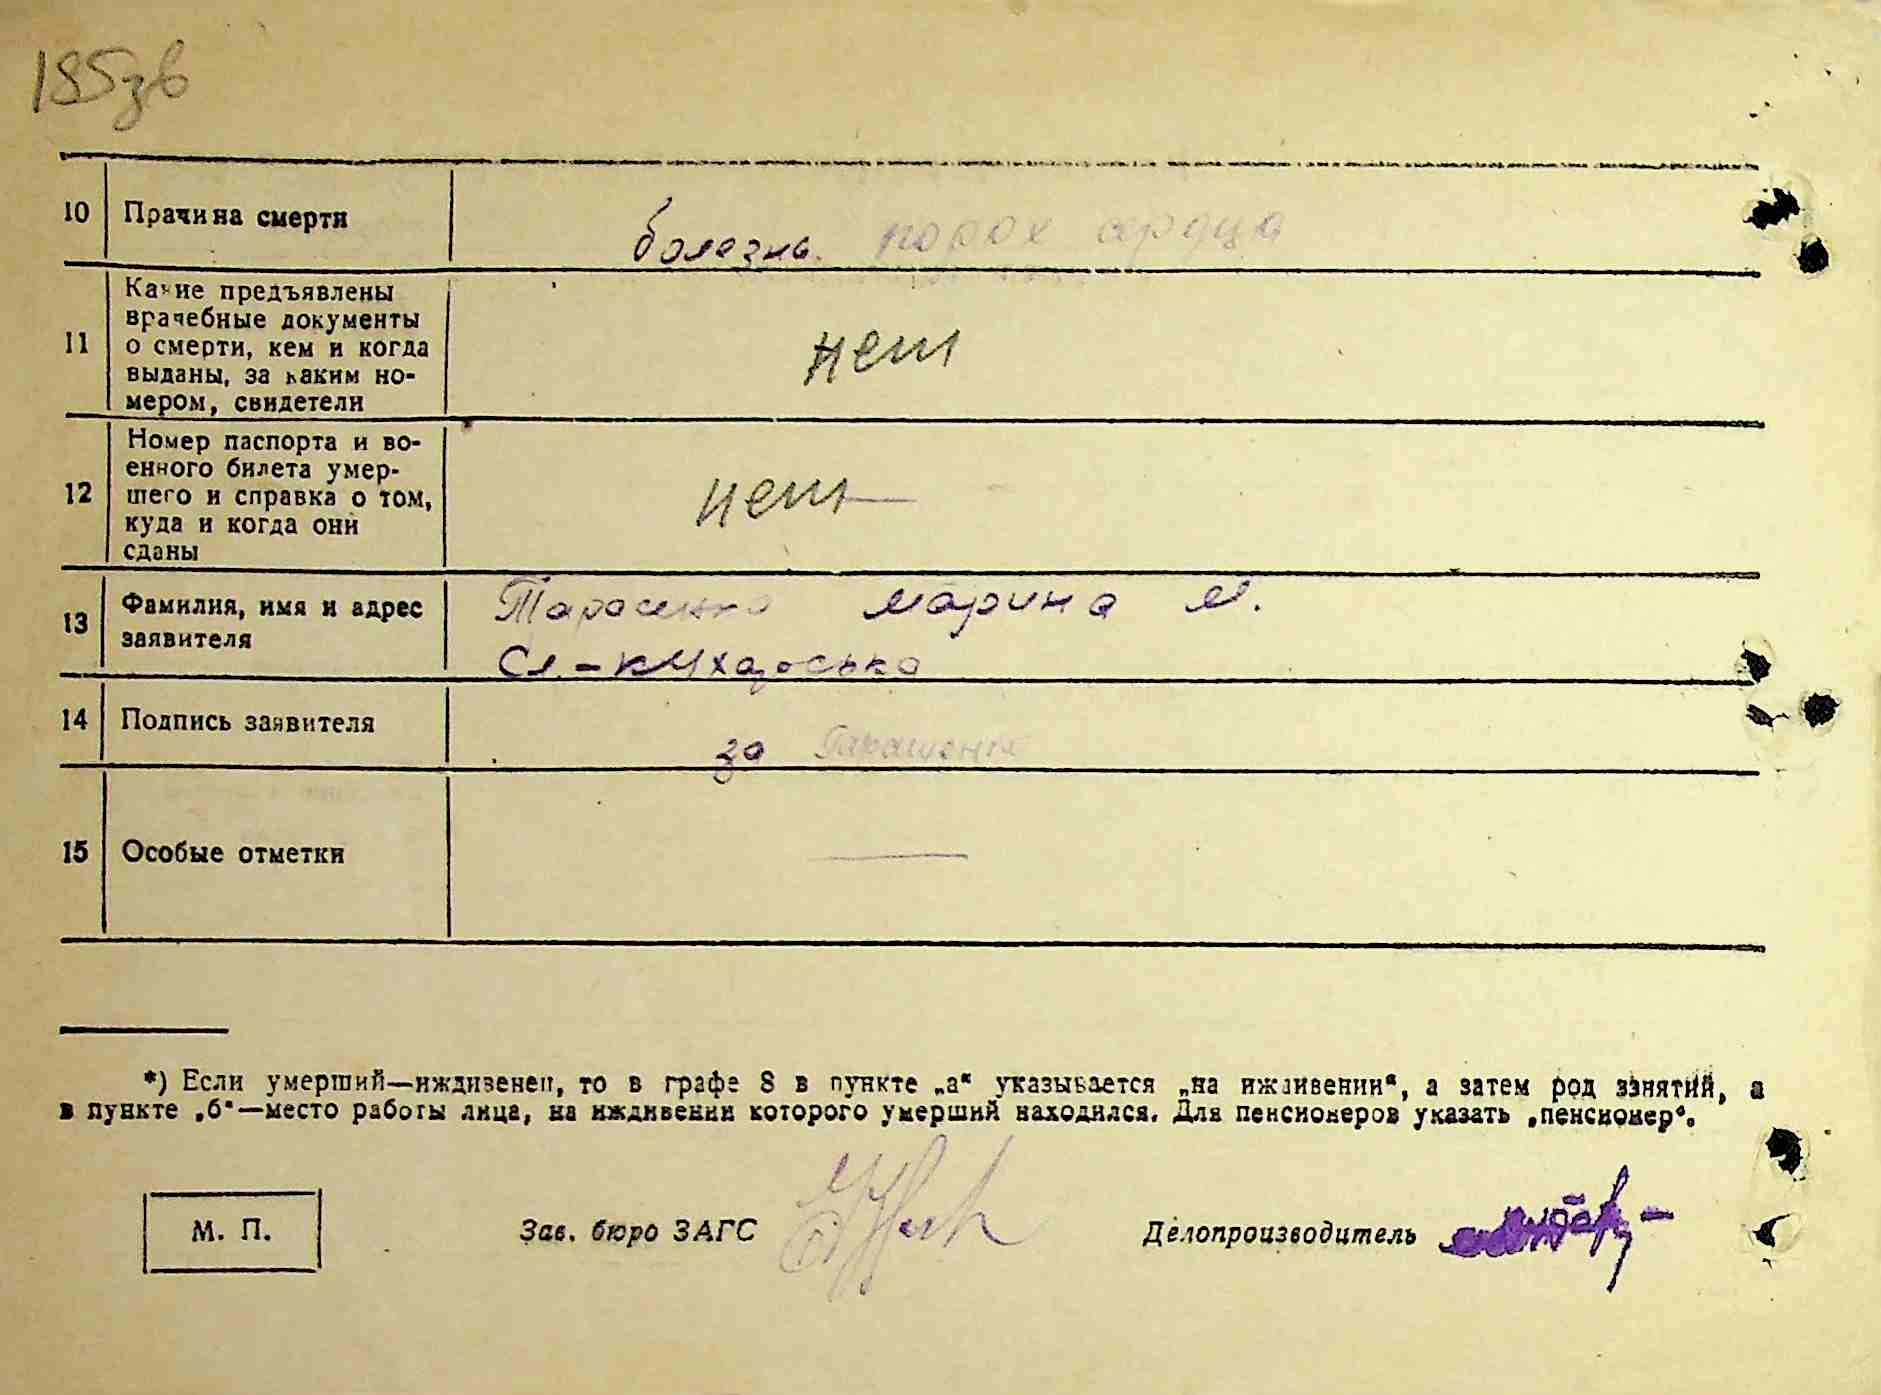 185зв
10 Причина смерти болезнь порок сердца
11 Какие предъявлены
врачебные документы
о смерти, кем и когда
выданы, за каким но-
мером, свидетели
нет
12 Номер паспорта и во-
енного билета умер-
шего и справка о том,
куда и когда они
сданы
нет
13 Фамилия, имя и адрес
заявителя
Тарасенко Марина М.
14 Подпись заявителя за
15 Особые отметки —
*) Если умерший—иждивенец, то в графе 8 в пункте „а“ указывается „на иждивении“, а затем род занятий, а
в пункте „б“—место работы лица, на иждивении которого умерший находился. Для пенсионеров указать „пенсионер“.
М. П. Зав. бюро ЗАГС Делопроизводитель